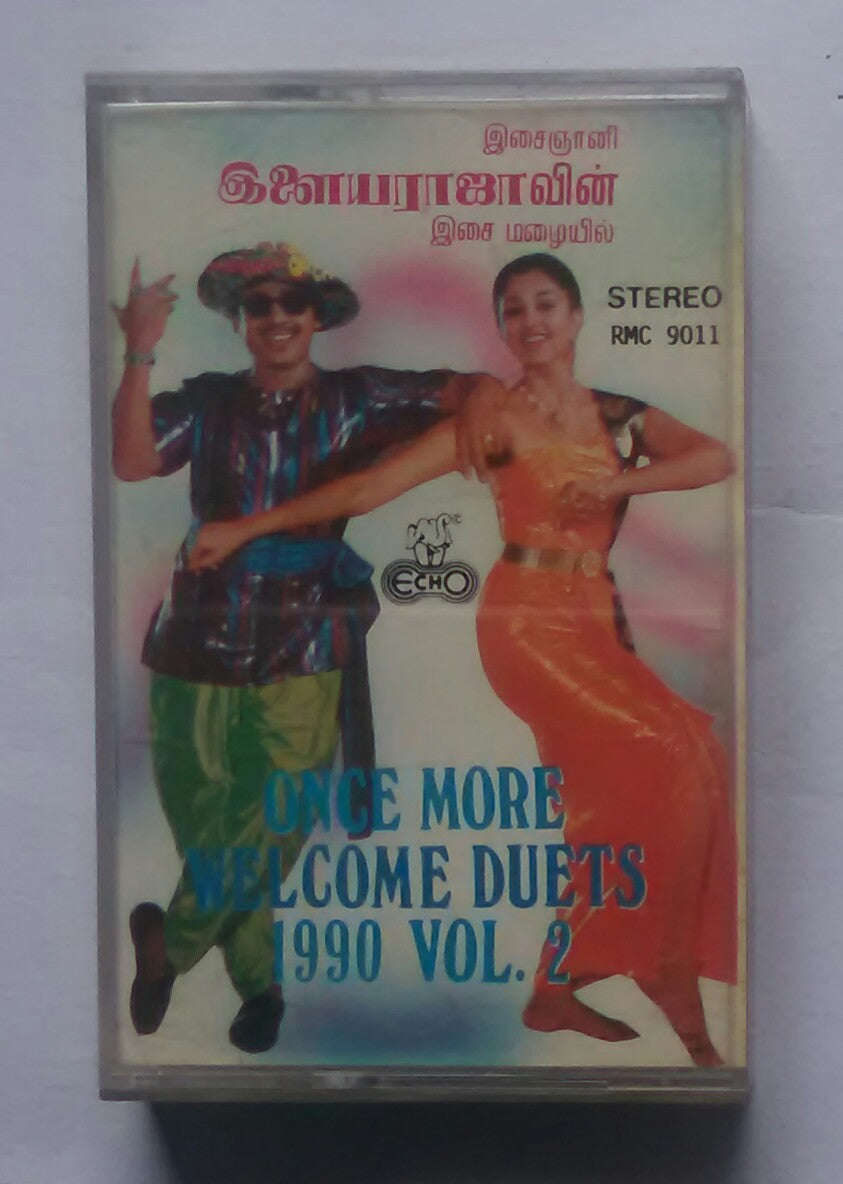 இசைஞானி
இளையராஜாவின்
இசை மழையில்
STEREO
RMC 9011
©
ECHO
ONCE MORE
WELCOME DUETS
1990 VOL. 2